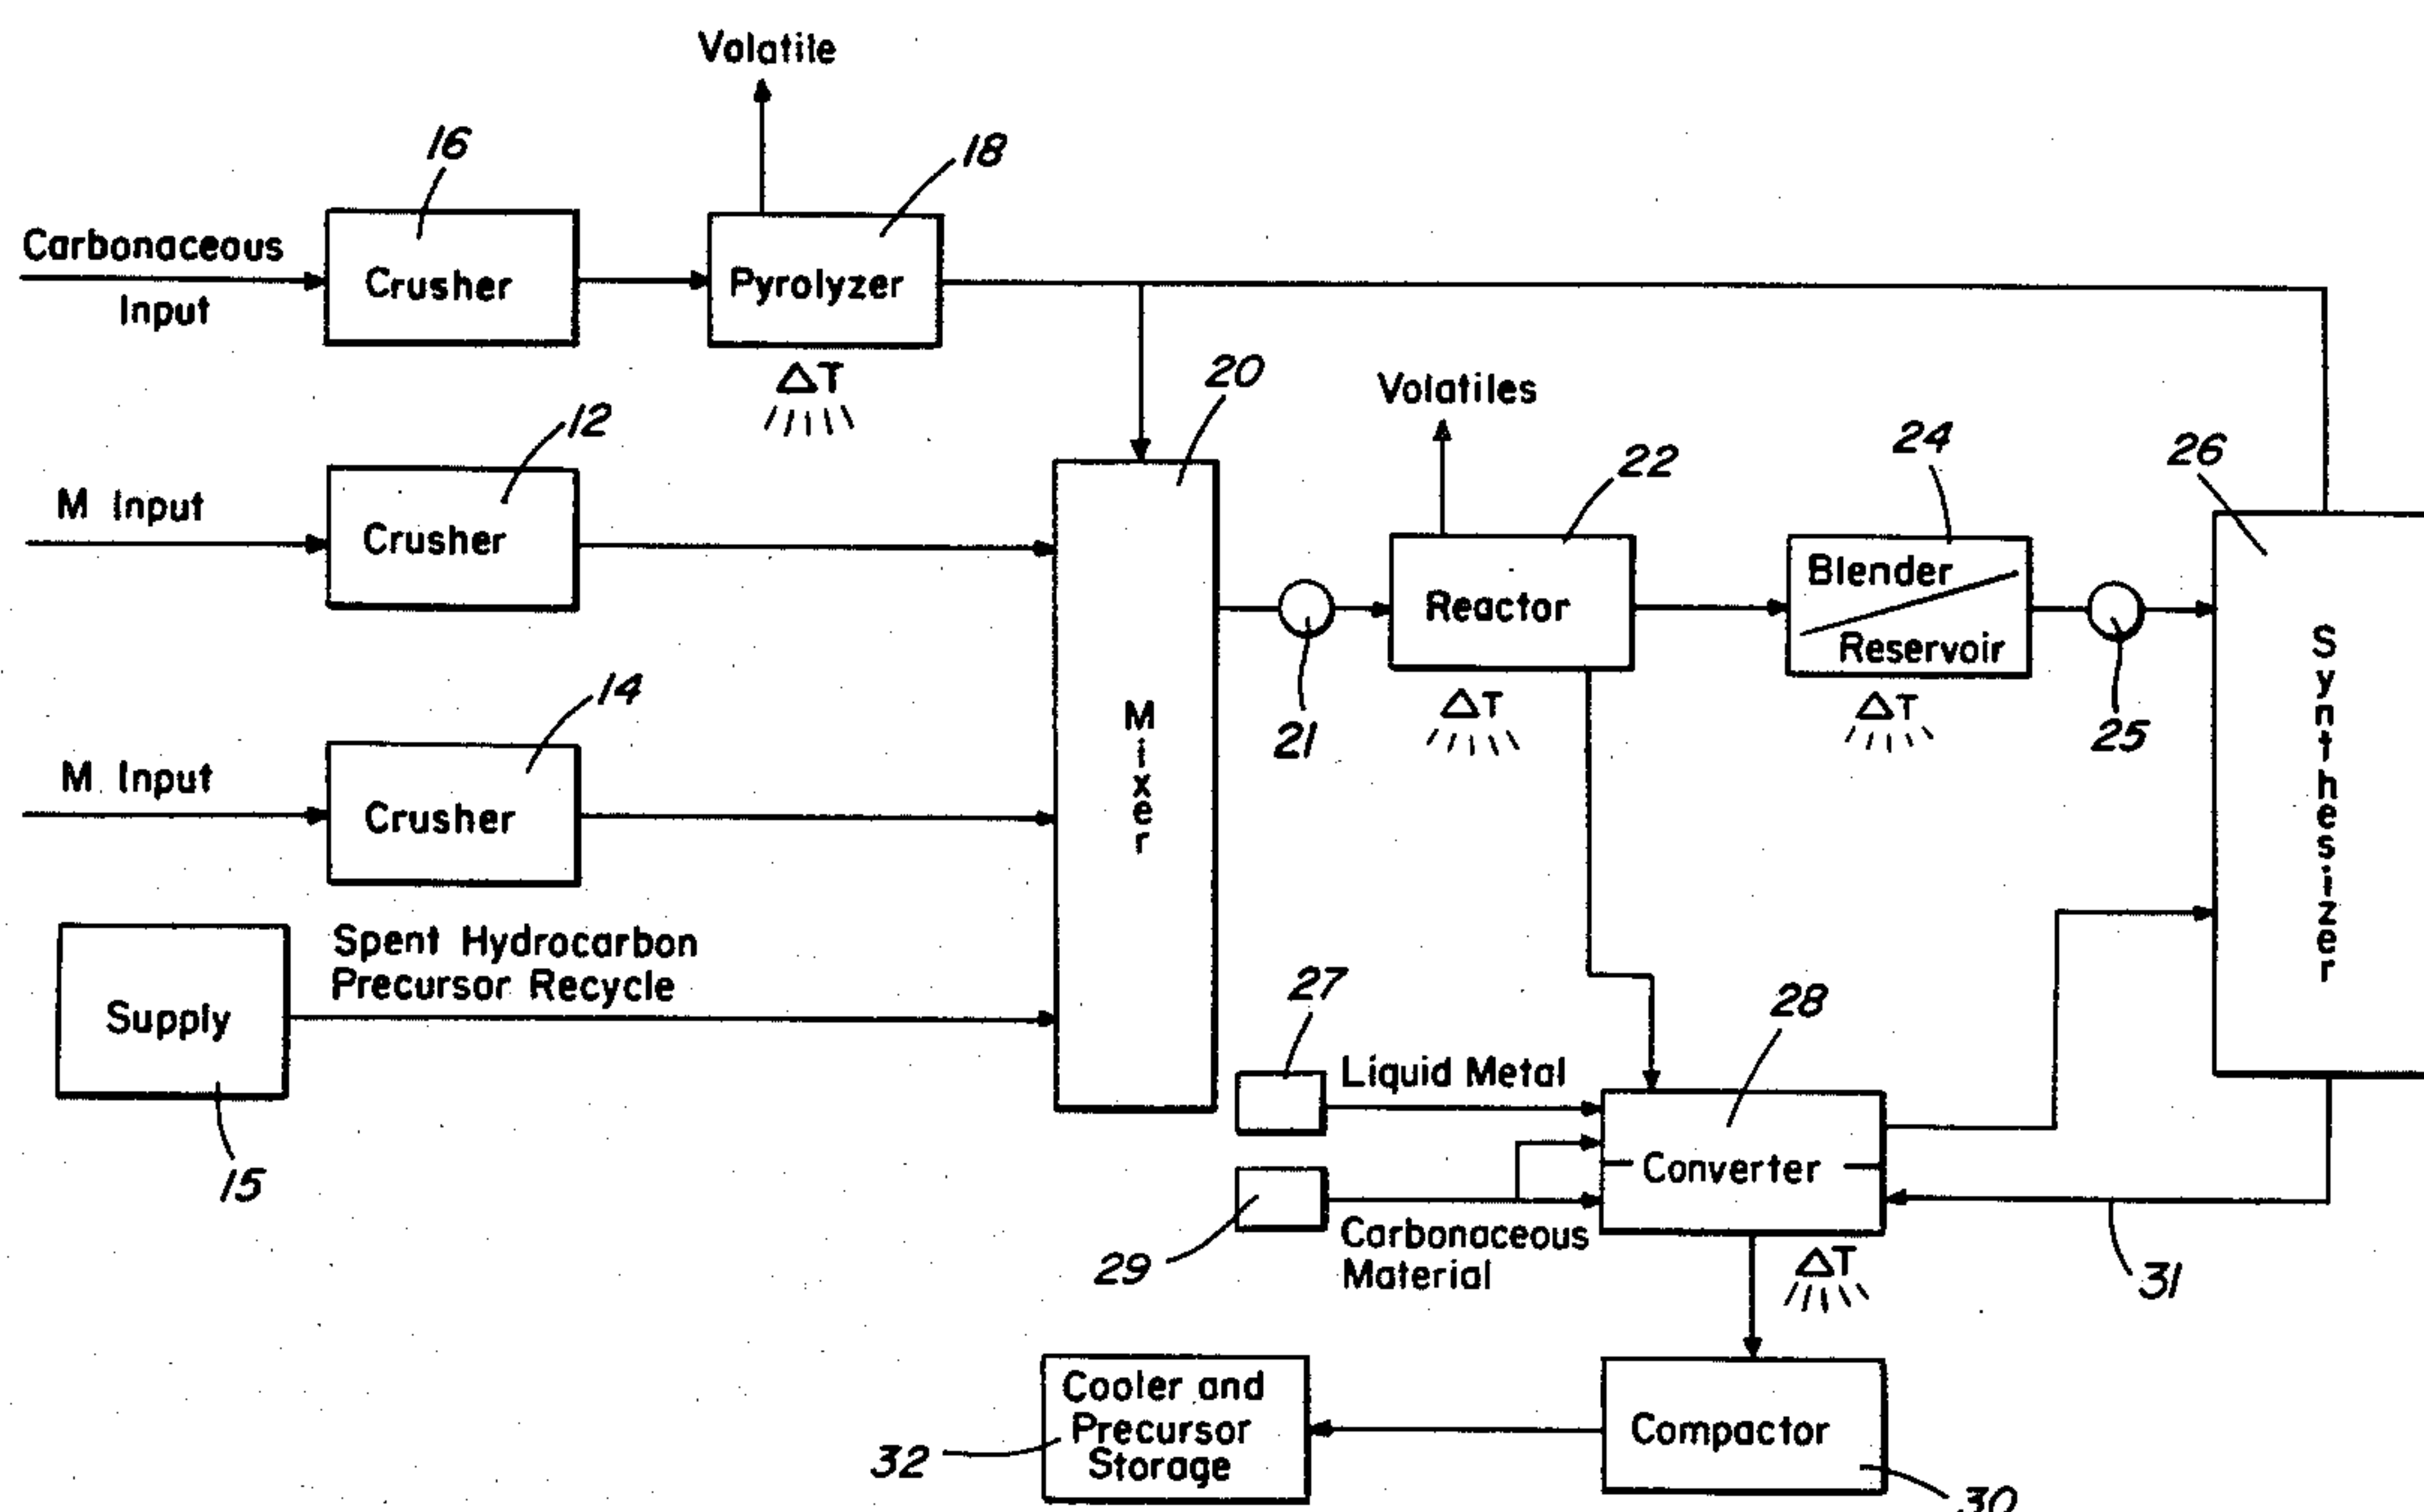 Volatile
16
18
Carbonaceous
Input
Crusher
Pyrolyzer
ΔT
20
Volatiles
12
22
24
26
M Input
Crusher
Reactor
Blender
Reservoir
Synthesizer
ΔT
ΔT
21
25
14
Mixer
M Input
Crusher
Spent Hydrocarbon
Precursor Recycle
Supply
15
27
28
Liquid Metal
Converter
29
Carbonaceous
Material
ΔT
31
Cooler and
Precursor
Storage
32
Compactor
30